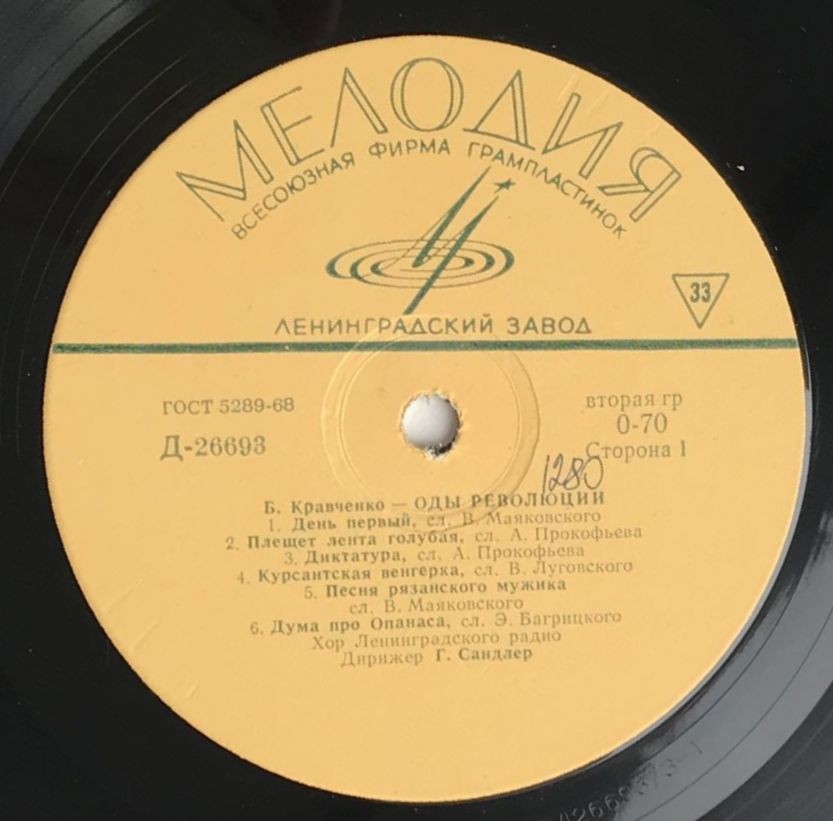 МЕЛОДИЯ
ВСЕСОЮЗНАЯ ФИРМА ГРАМПЛАСТИНОК
33
ЛЕНИНГРАДСКИЙ ЗАВОД
ГОСТ 5289-68
Д-26693
вторая гр
0-70
Сторона 1
1280
Б. Кравченко — ОДЫ РЕВОЛЮЦИИ
1. День первый, сл. В. Маяковского
2. Плещет лента голубая, сл. А. Прокофьева
3. Диктатура, сл. А. Прокофьева
4. Курсантская венгерка, сл. В. Луговского
5. Песня рязанского мужика
сл. В. Маяковского
6. Дума про Опанаса, сл. Э. Багрицкого
Хор Ленинградского радио
Дирижер Г. Сандлер